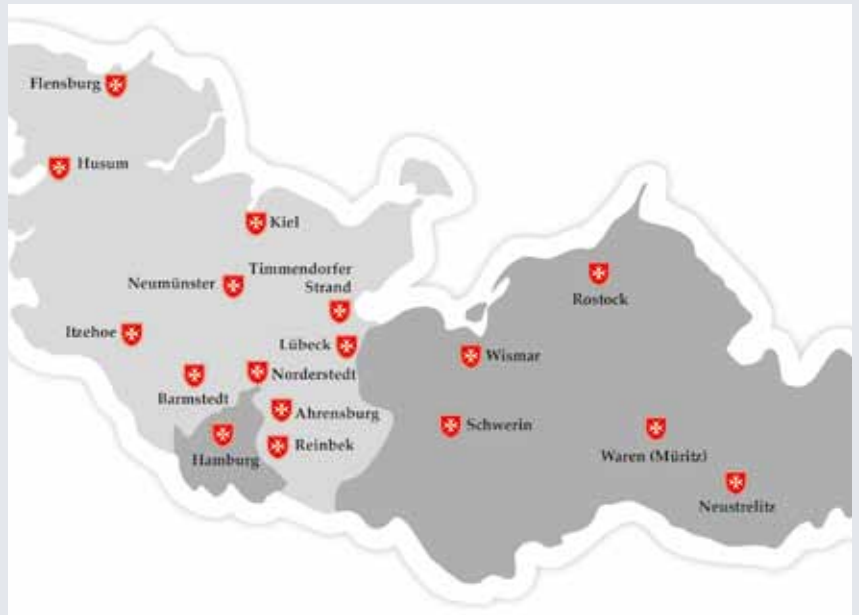 Flensburg
Husum
Kiel
Timmendorfer
Strand
Neumünster
Rostock
Itzehoe
Lübeck
Wismar
Norderstedt
Barmstedt
Ahrensburg
Schwerin
Reinbek
Hamburg
Waren (Müritz)
Neustrelitz